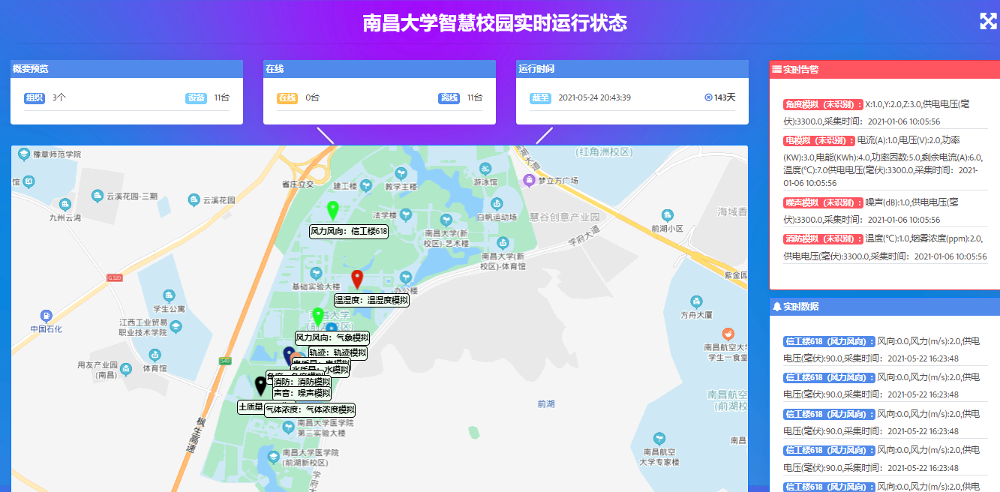 南昌大学智慧校园实时运行状态
概要预览
组织 3个 设备 11台
在线
在线 0台 离线 11台
运行时间
截至 2021-05-24 20:43:39 143天
豫章师范学院
馆
云溪花园-三期
九州云湾
云溪花园
省庄立交
建工楼
教学主楼
游泳馆
梦立方广场
(红角洲校区)
法学楼
风力风向：信工楼618
南昌大学(新
校区)-艺术楼
白帆运动场
慧谷创意产业园
学府大道
前湖小区
海域香
南昌大学(新
校区)-体育馆
G320
基础实验大楼
办公楼
温湿度：温湿度模拟
紫金园
学生公寓
中国石化
江西工业贸易
职业技术学院
南昌大学
(前湖校区)
方舟大厦
风力风向：气象模拟
轨迹：轨迹模拟
水质量：水模拟
消防：消防模拟
声音：噪声模拟
土质量
气体浓度：气体浓度模拟
南昌航空大学
学生一食堂
用友产业园
(南昌)
体育馆
S49
前湖
南昌航空
(前湖校
南昌大学医学院
第三实验大楼
枫生高速
南昌大学医学院
(前湖新校区)
学府大
南昌航空
大学专家楼
南昌
实时告警
角度模拟（未识别）：X:1.0,Y:2.0,Z:3.0,供电电压(毫
伏):3300.0,采集时间：2021-01-06 10:05:56
电模拟（未识别）：电流(A):1.0,电压(V):2.0,功率
(KW):3.0,电能(KWh):4.0,功率因数:5.0,剩余电流(A):6.0,
温度(℃):7.0供电电压(毫伏):3300.0,采集时间：2021-
01-06 10:05:56
噪声模拟（未识别）：噪声(dB):1.0,供电电压(毫
伏):3300.0,采集时间：2021-01-06 10:05:56
消防模拟（未识别）：温度(℃):1.0,烟雾浓度(ppm):2.0,
供电电压(毫伏):3300.0,采集时间：2021-01-06 10:05:56
实时数据
信工楼618（风力风向）：风向:0.0,风力(m/s):2.0,供电
电压(毫伏):90.0,采集时间：2021-05-22 16:23:48
信工楼618（风力风向）：风向:0.0,风力(m/s):2.0,供电
电压(毫伏):90.0,采集时间：2021-05-22 16:23:48
信工楼618（风力风向）：风向:0.0,风力(m/s):2.0,供电
电压(毫伏):90.0,采集时间：2021-05-22 16:23:48
信工楼618（风力风向）：风向:0.0,风力(m/s):2.0,供电
电压(毫伏):90.0,采集时间：2021-05-22 16:23:48
信工楼618（风力风向）：风向:0.0,风力(m/s):2.0,供电